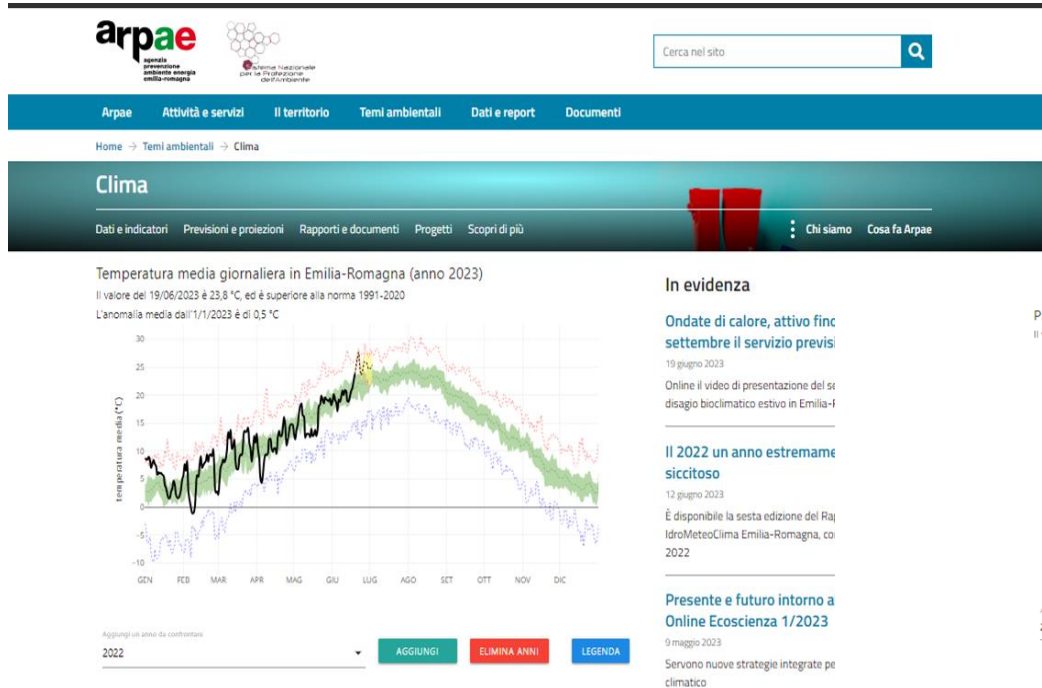 arpae
agenzia
prevenzione
ambiente energia
emilia-romagna
Sistema Nazionale
per la Protezione
dell'Ambiente
Cerca nel sito
Arpae Attività e servizi Il territorio Temi ambientali Dati e report Documenti
Home → Temi ambientali → Clima
Clima
Dati e indicatori Previsioni e proiezioni Rapporti e documenti Progetti Scopri di più
Chi siamo Cosa fa Arpae
Temperatura media giornaliera in Emilia-Romagna (anno 2023)
Il valore del 19/06/2023 è 23,8 °C, ed è superiore alla norma 1991-2020
L'anomalia media dall'1/1/2023 è di 0,5 °C
temperatura media (°C)
30
25
20
15
10
5
0
-5
-10
GEN FEB MAR APR MAG GIU LUG AGO SET OTT NOV DIC
Aggiungi un anno da confrontare
2022
AGGIUNGI ELIMINA ANNI LEGENDA
In evidenza
Ondate di calore, attivo fino
settembre il servizio previsi
19 giugno 2023
Online il video di presentazione del se
disagio bioclimatico estivo in Emilia-R
Il 2022 un anno estremame
siccitoso
12 giugno 2023
È disponibile la sesta edizione del Rap
IdroMeteoClima Emilia-Romagna, co
2022
Presente e futuro intorno a
Online Ecoscienza 1/2023
9 maggio 2023
Servono nuove strategie integrate pe
climatico
P
Il